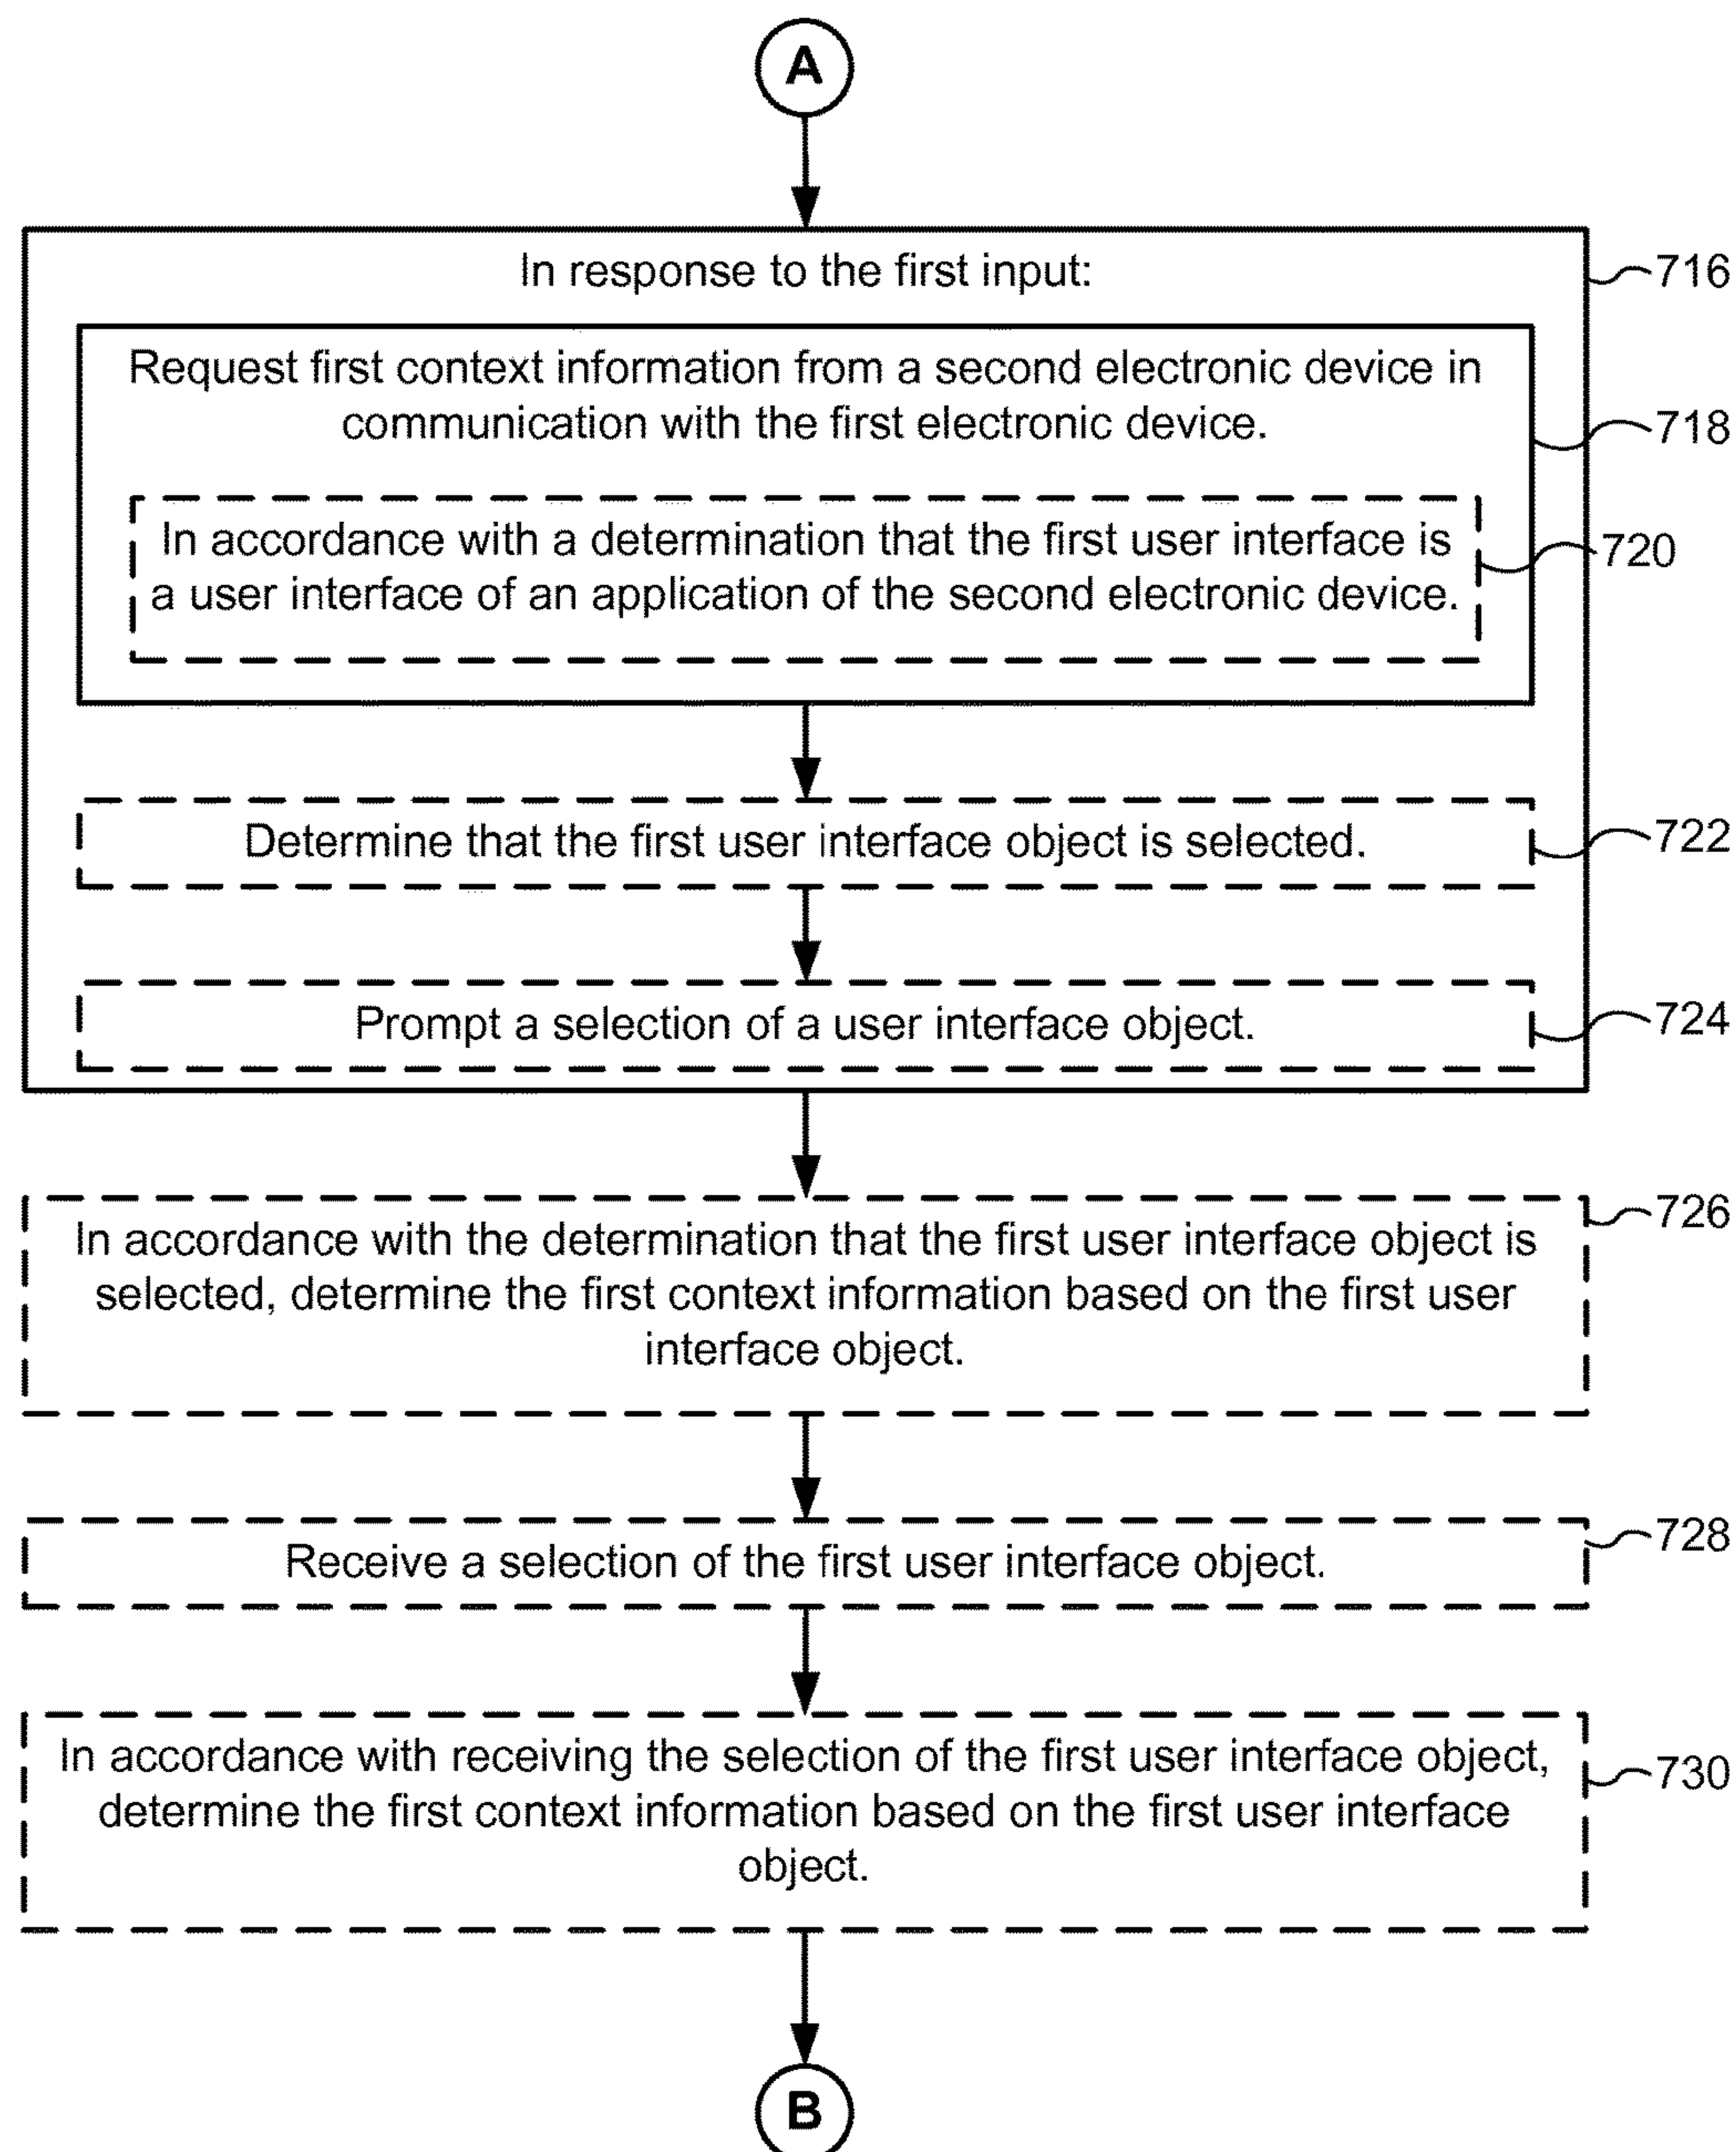 A
In response to the first input:
716
Request first context information from a second electronic device in
communication with the first electronic device.
718
In accordance with a determination that the first user interface is
a user interface of an application of the second electronic device.
720
Determine that the first user interface object is selected.
722
Prompt a selection of a user interface object.
724
In accordance with the determination that the first user interface object is
selected, determine the first context information based on the first user
interface object.
726
Receive a selection of the first user interface object.
728
In accordance with receiving the selection of the first user interface object,
determine the first context information based on the first user interface
object.
730
B